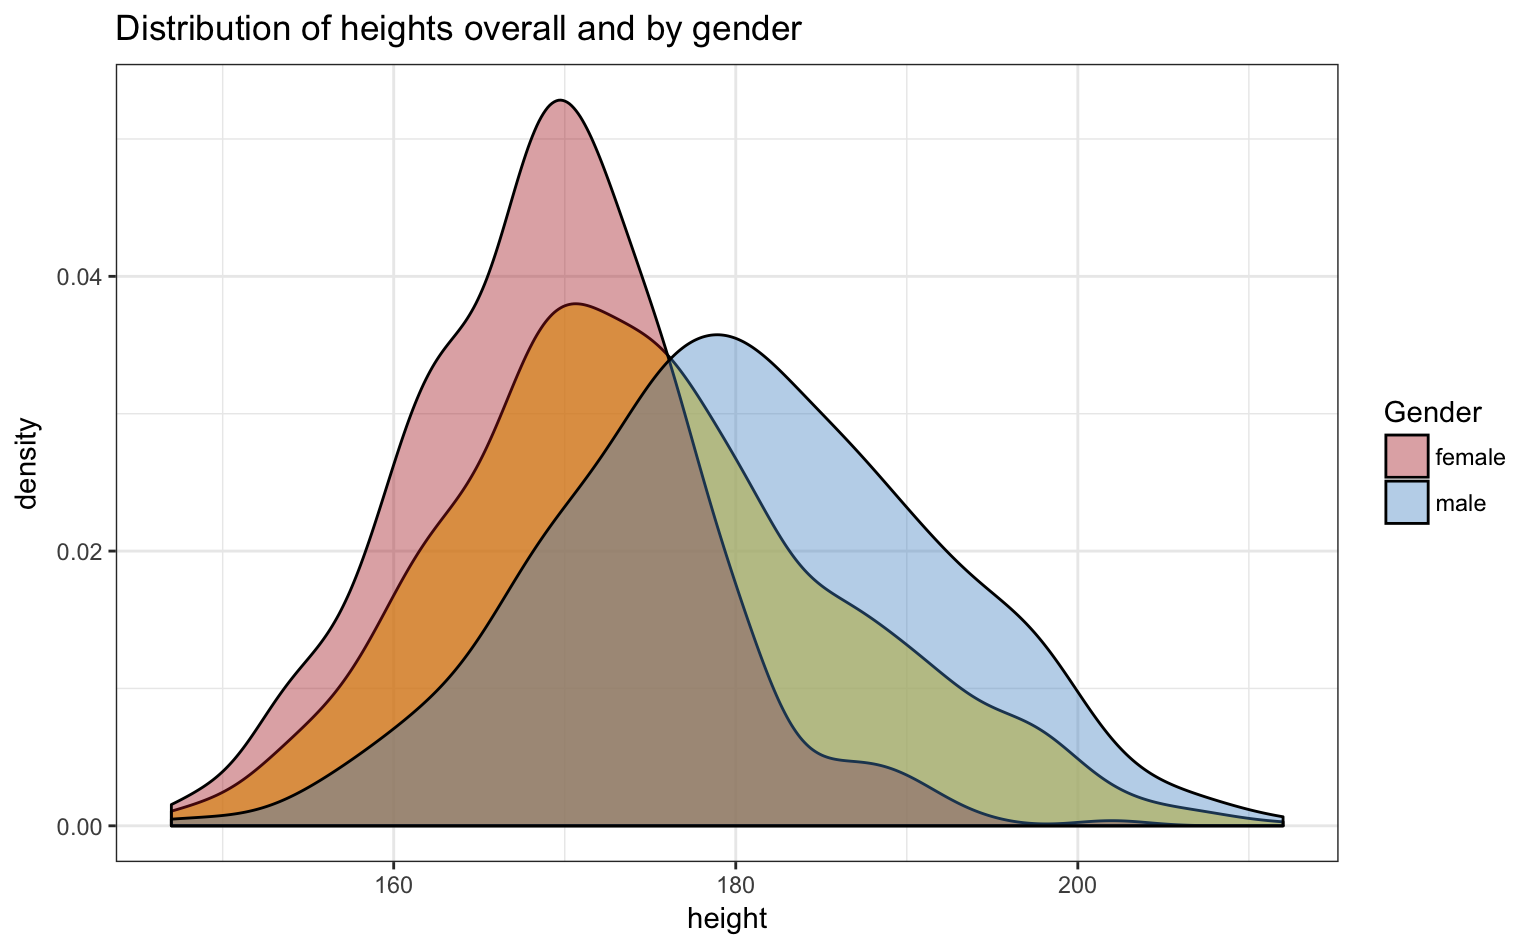 Distribution of heights overall and by gender
density
0.04
0.02
0.00
160 180 200
height
Gender
female
male